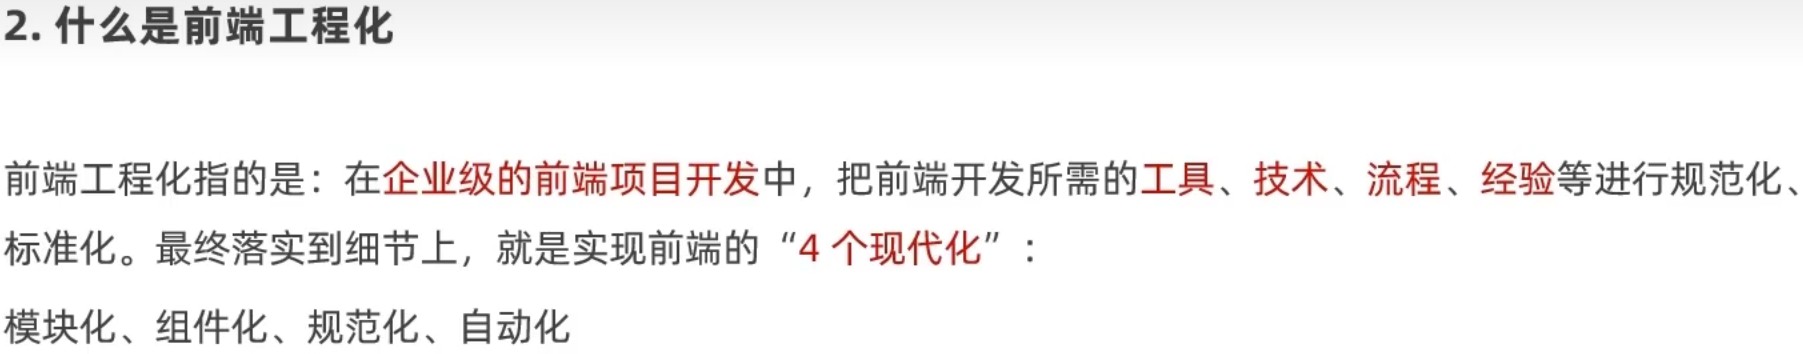 2. 什么是前端工程化
前端工程化指的是：在企业级的前端项目开发中，把前端开发所需的工具、技术、流程、经验等进行规范化、
标准化。最终落实到细节上，就是实现前端的“4 个现代化”：
模块化、组件化、规范化、自动化